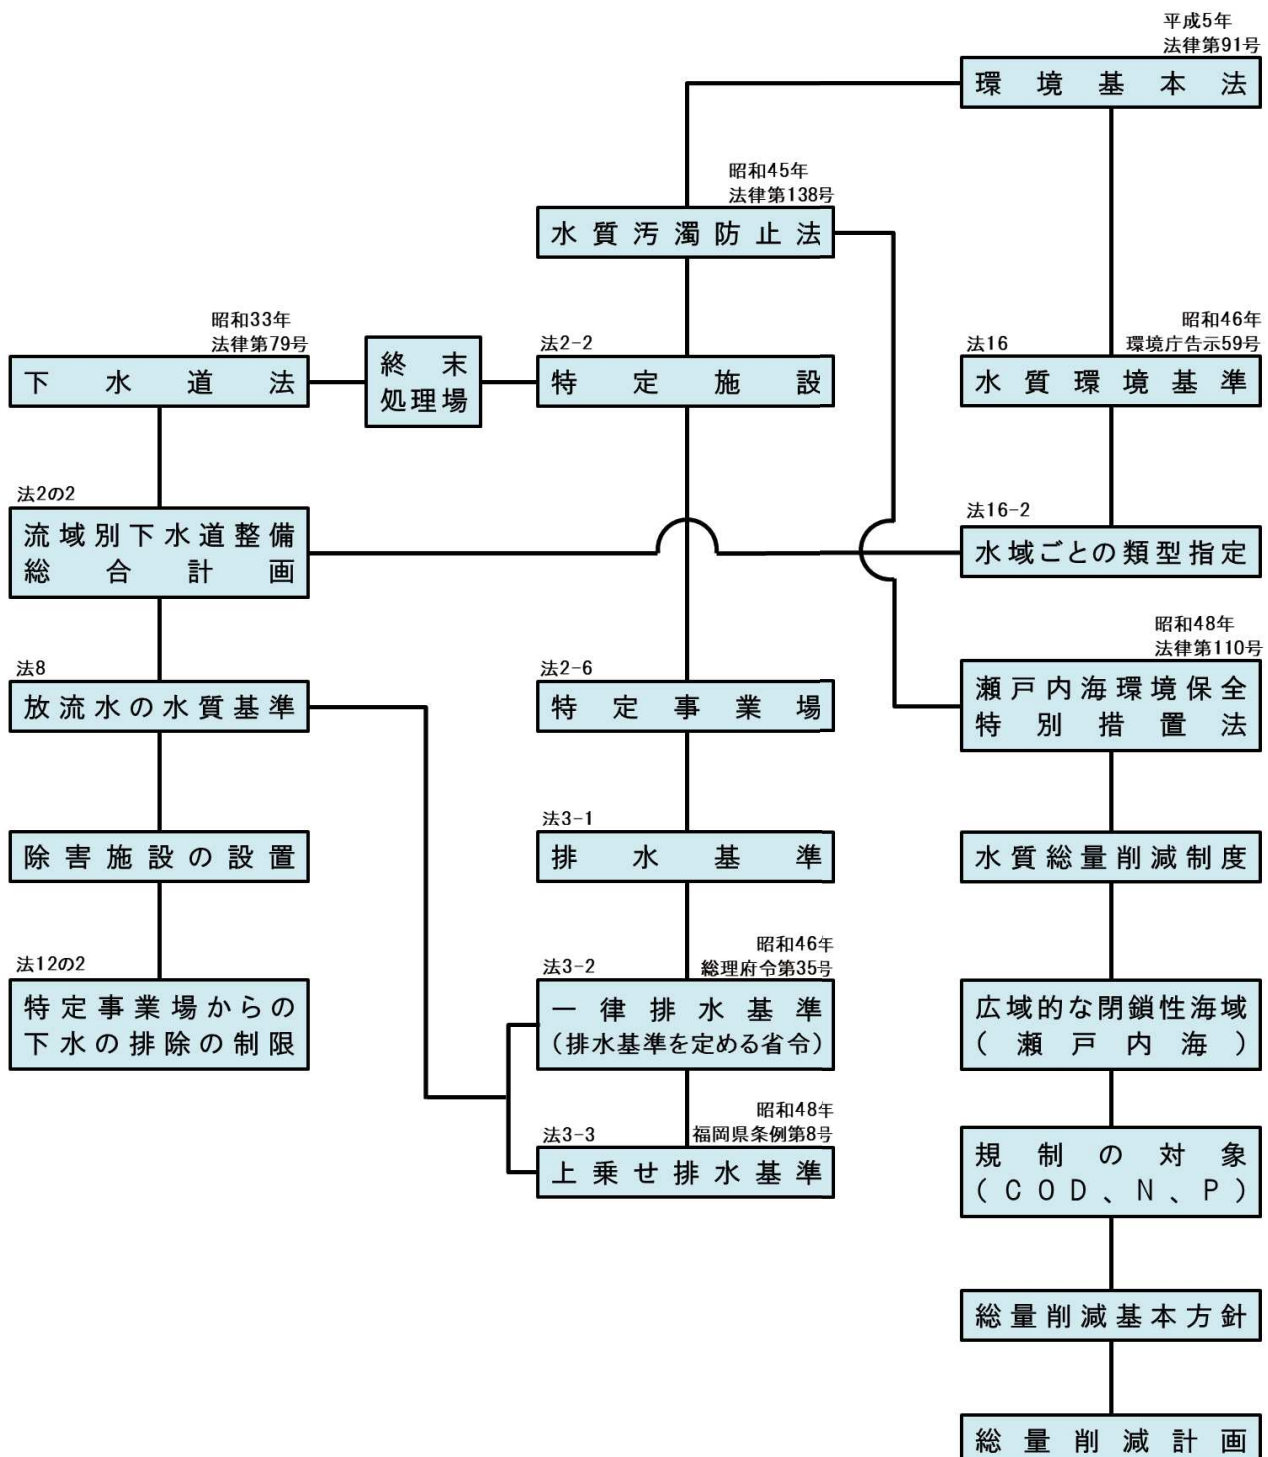 平成5年
法律第91号
環境基本法
昭和45年
法律第138号
水質汚濁防止法
昭和33年
法律第79号
下水道法
終末
処理場
法2-2
特定施設
法16
昭和46年
環境庁告示59号
水質環境基準
法2の2
流域別下水道整備
総合計画
法16-2
水域ごとの類型指定
法8
放流水の水質基準
法2-6
特定事業場
昭和48年
法律第110号
瀬戸内海環境保全
特別措置法
除害施設の設置
法3-1
排水基準
水質総量削減制度
法12の2
特定事業場からの
下水の排除の制限
法3-2
昭和46年
総理府令第35号
一律排水基準
(排水基準を定める省令)
広域的な閉鎖性海域
(瀬戸内海)
法3-3
昭和48年
福岡県条例第8号
上乗せ排水基準
規制の対象
(COD、N、P)
総量削減基本方針
総量削減計画